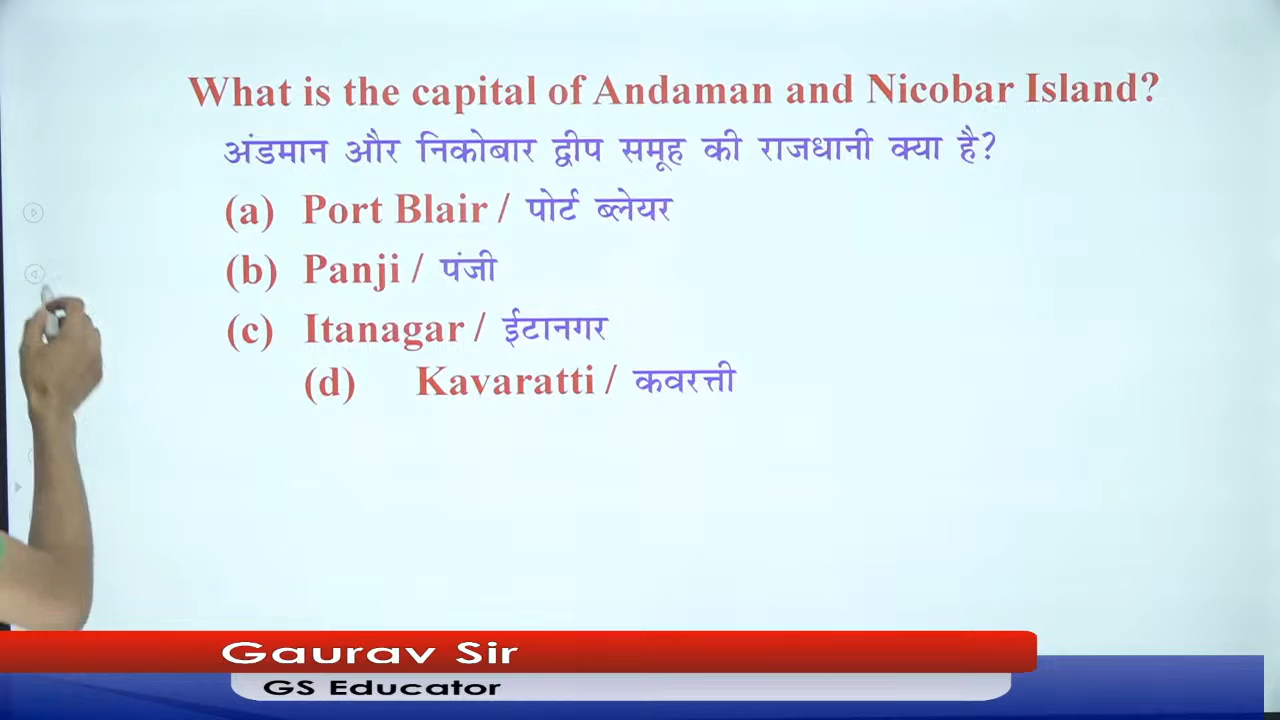 What is the capital of Andaman and Nicobar Island?
अंडमान और निकोबार द्वीप समूह की राजधानी क्या है?
(a) Port Blair / पोर्ट ब्लेयर
(b) Panji / पंजी
(c) Itanagar / ईटानगर
(d) Kavaratti / कवरत्ती
Gaurav Sir
GS Educator